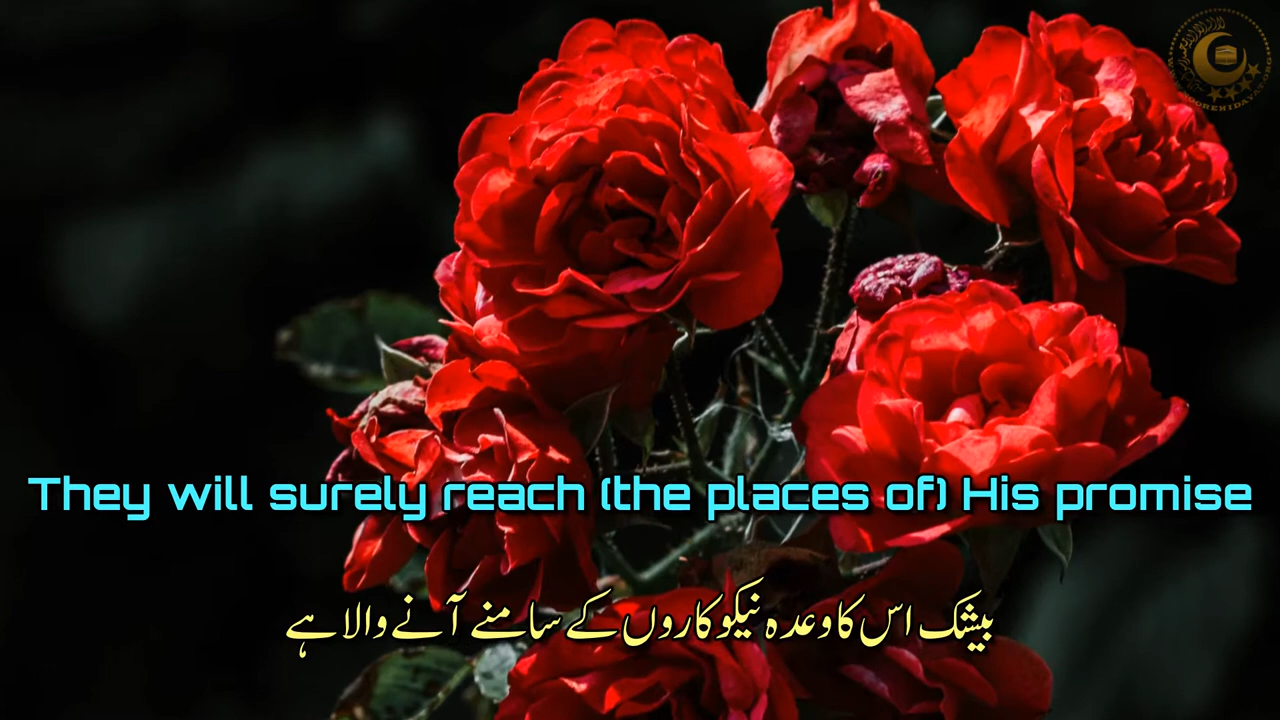 They will surely reach (the places of) His promise
بیشک اس کا وعدہ نیکوکاروں کے سامنے آنے والا ہے